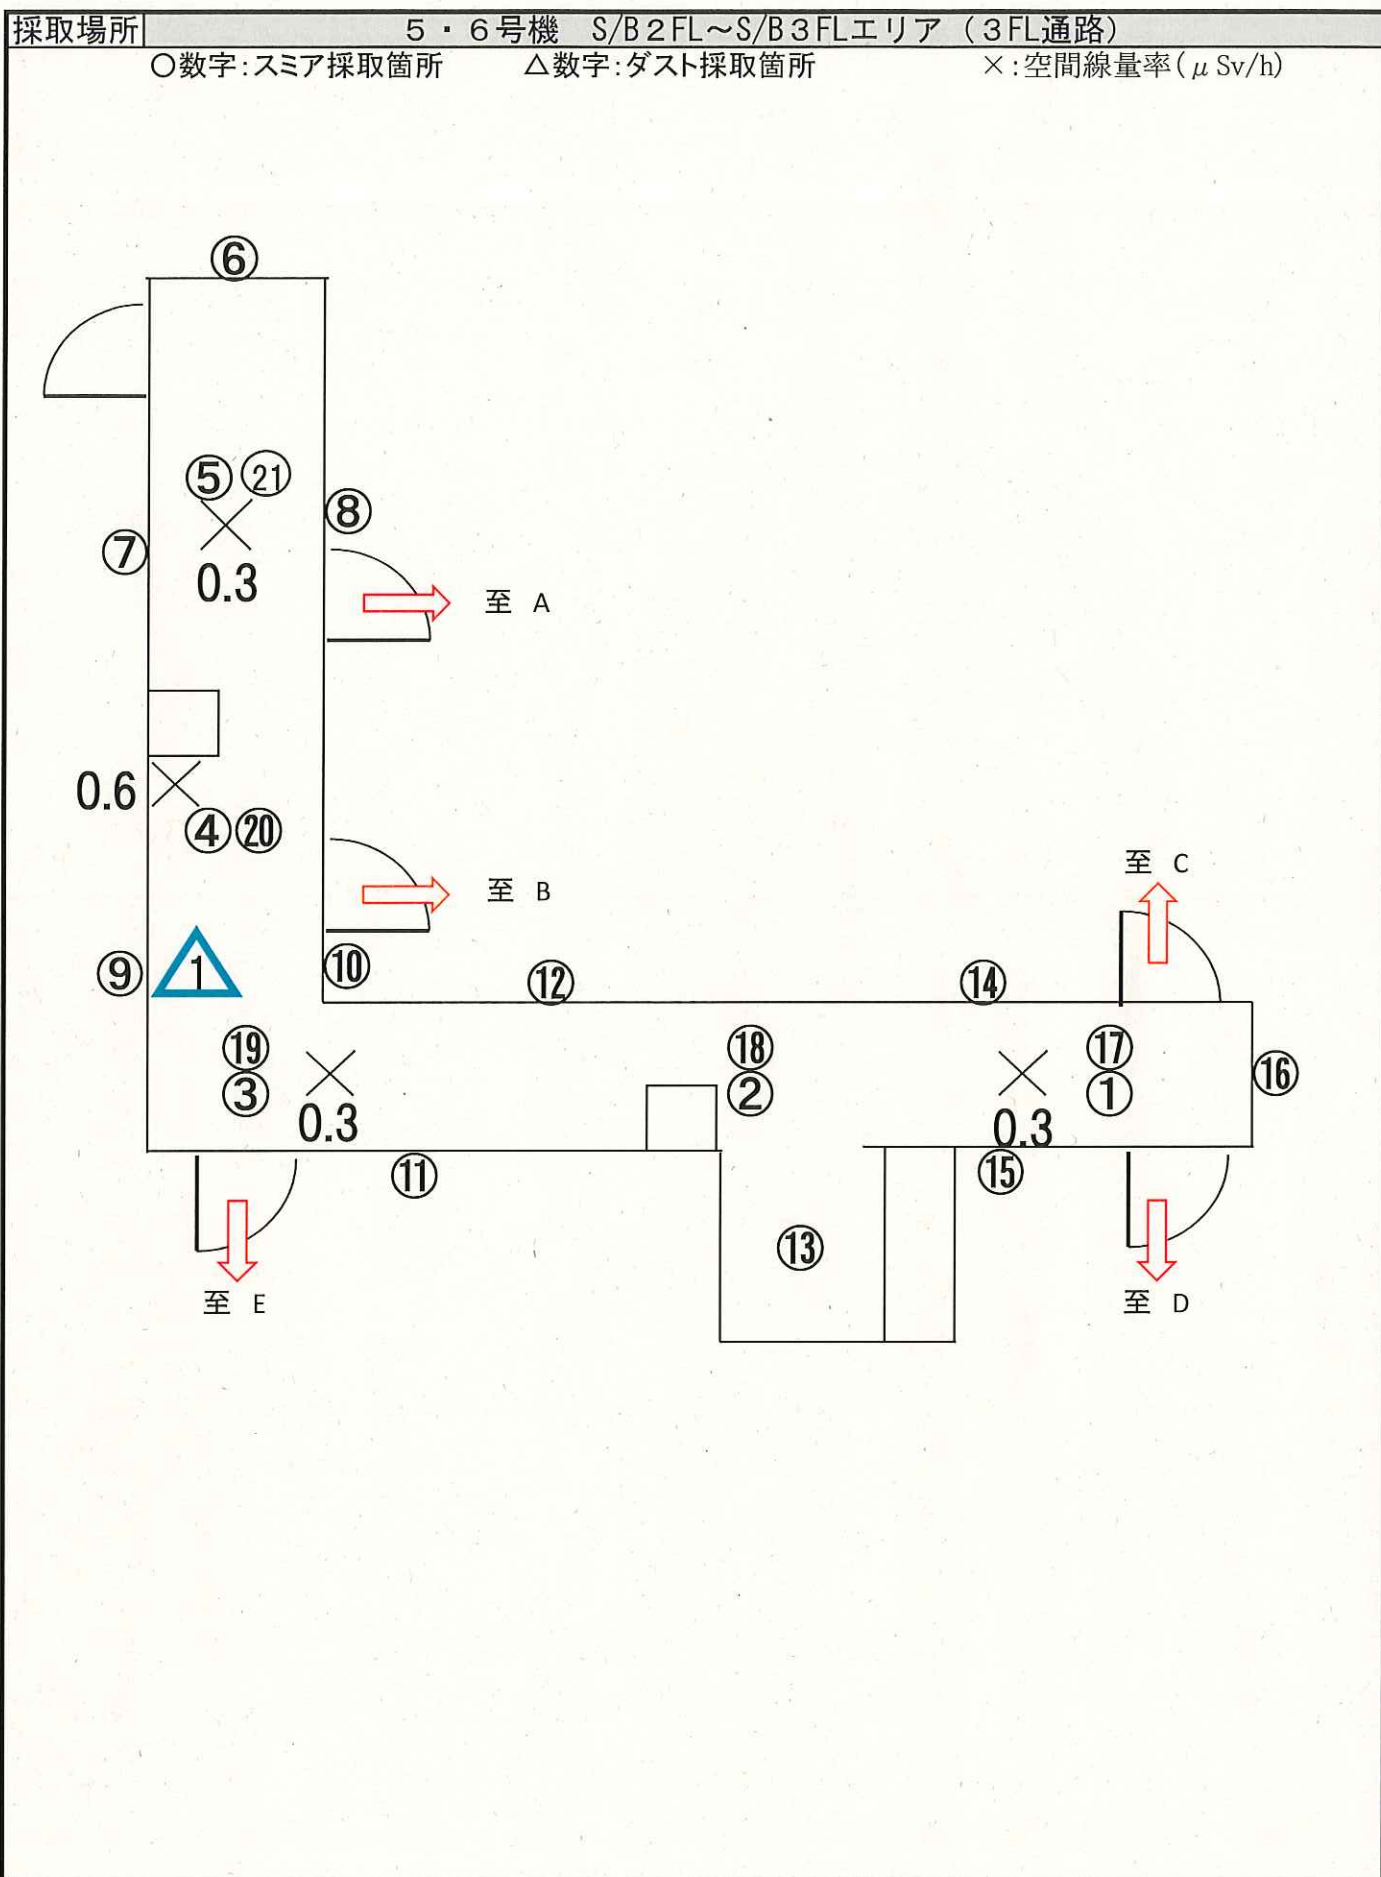 採取場所 5・6号機 S/B2FL～S/B3FLエリア（3FL通路）
○数字：スミア採取箇所 △数字：ダスト採取箇所 ×：空間線量率（μSv/h）
⑥
⑤ ㉑
⑧
⑦
0.3
至 A
0.6
④ ⑳
至 C
至 B
⑨ 1 ⑩
⑫ ⑭
⑲ ⑱ ⑰
⑯
③ ② ①
0.3 0.3
⑪ ⑮
⑬
至 E 至 D